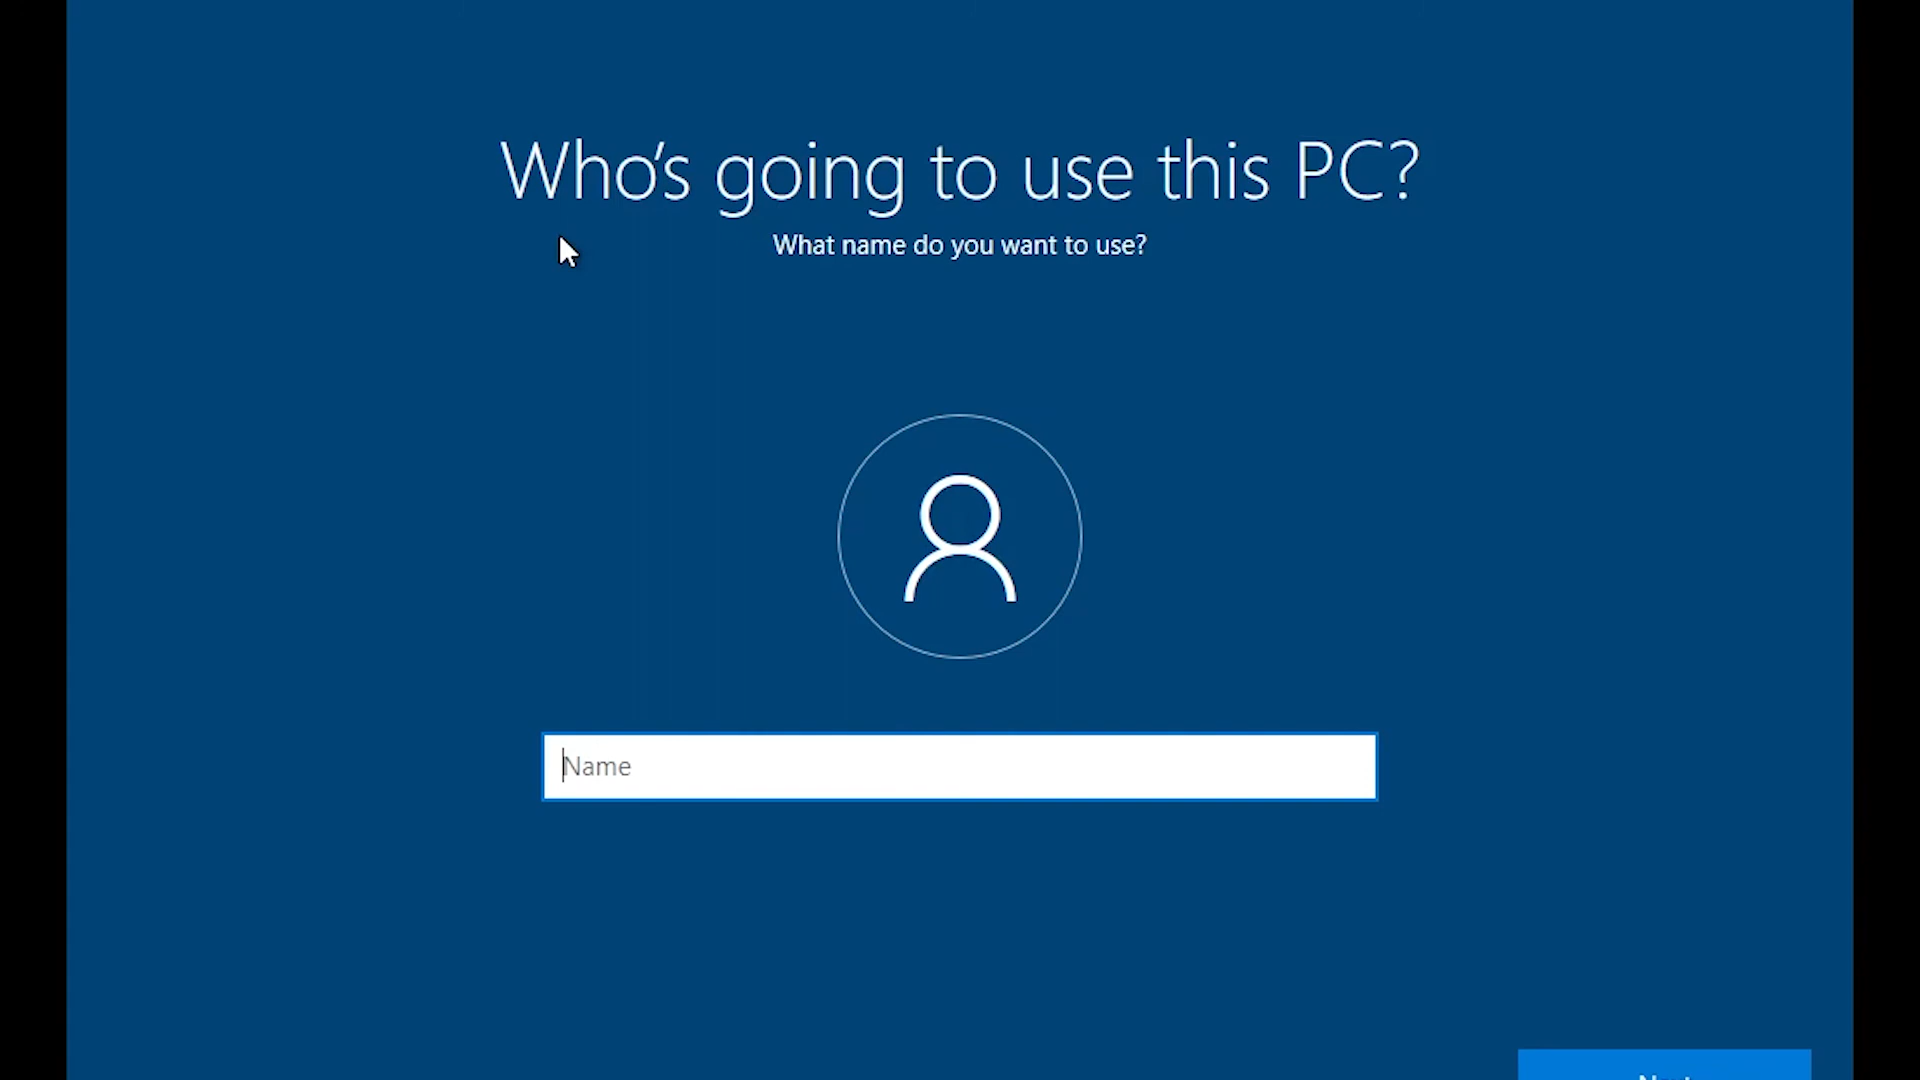 Who's going to use this PC?
What name do you want to use?
Name